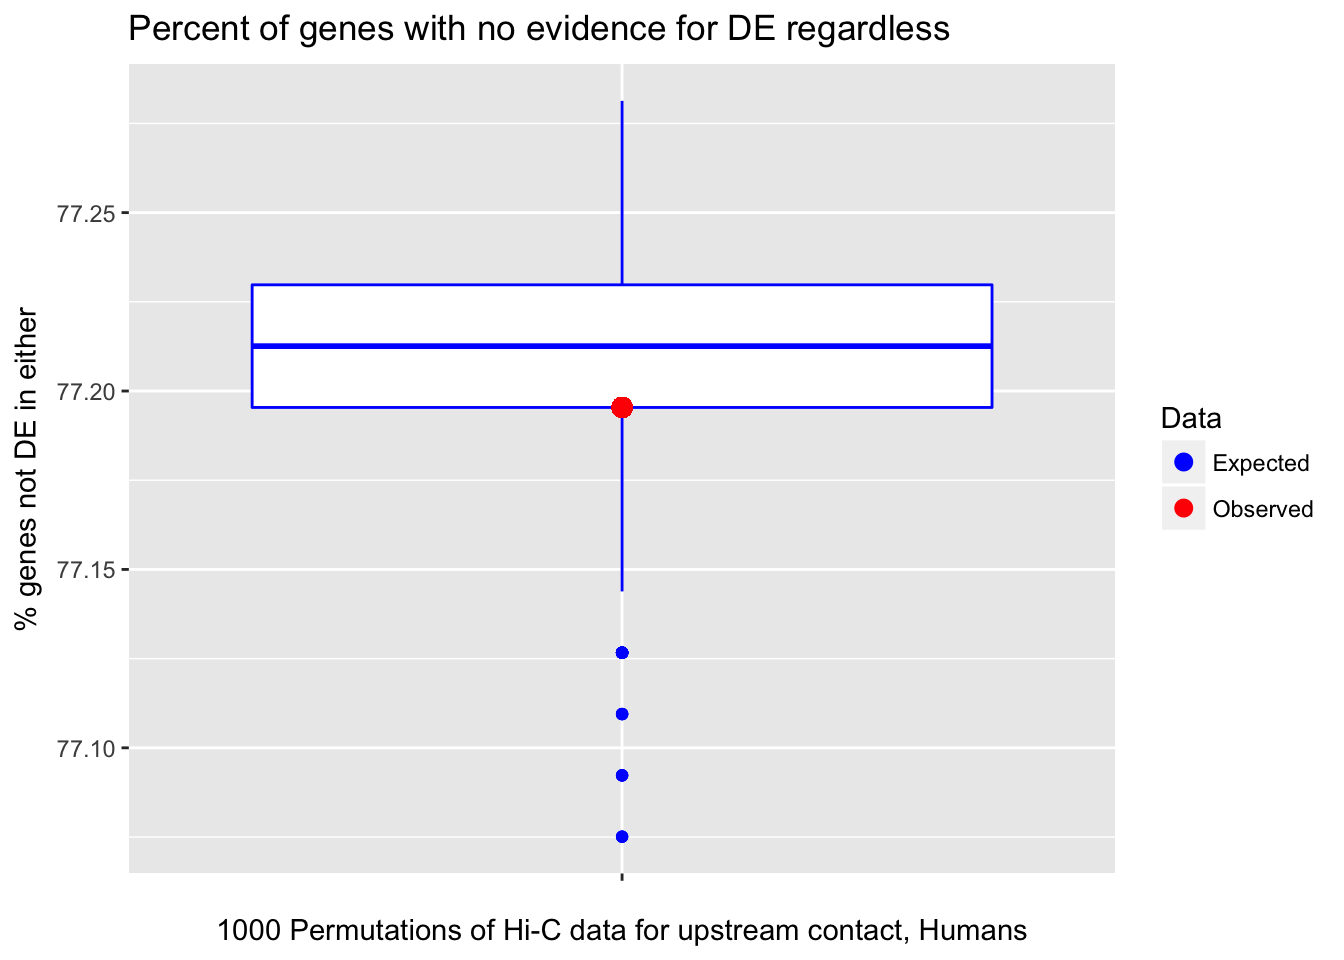 Percent of genes with no evidence for DE regardless
% genes not DE in either
77.25
77.20
77.15
77.10
1000 Permutations of Hi-C data for upstream contact, Humans
Data
Expected
Observed